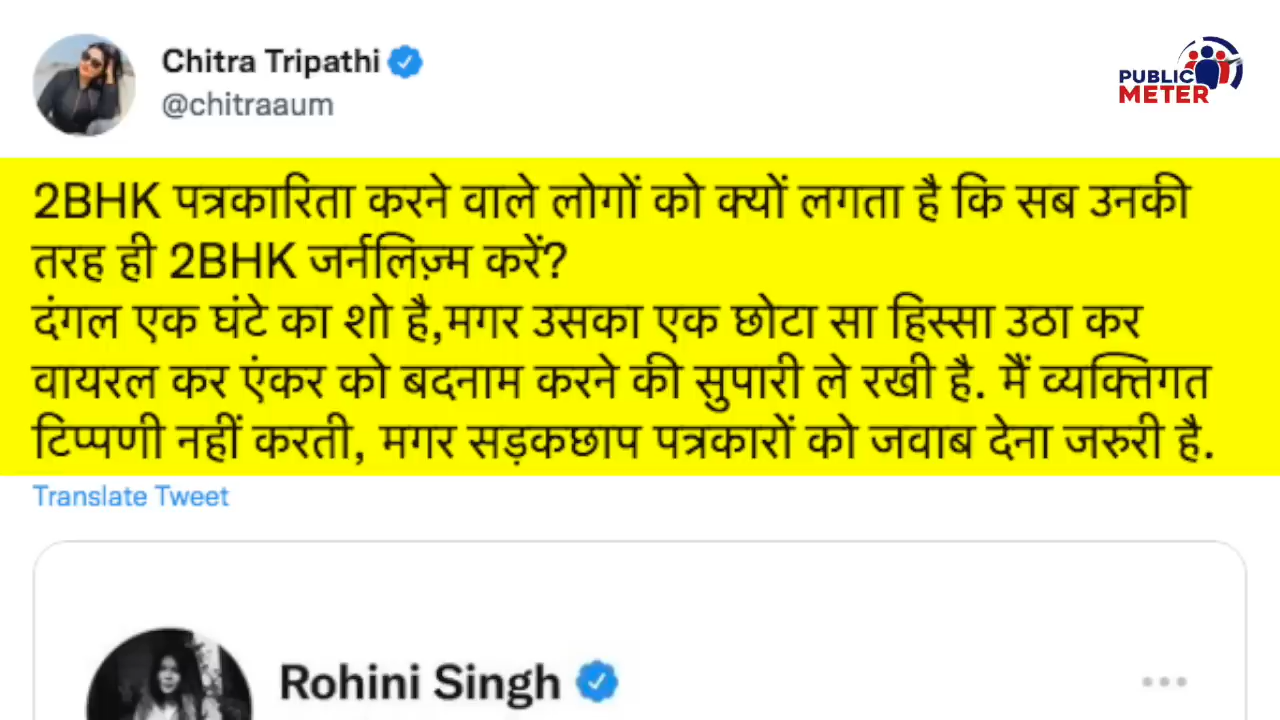 Chitra Tripathi
@chitraaum
PUBLIC
METER
2BHK पत्रकारिता करने वाले लोगों को क्यों लगता है कि सब उनकी
तरह ही 2BHK जर्नलिज़्म करें?
दंगल एक घंटे का शो है,मगर उसका एक छोटा सा हिस्सा उठा कर
वायरल कर एंकर को बदनाम करने की सुपारी ले रखी है. मैं व्यक्तिगत
टिप्पणी नहीं करती, मगर सड़कछाप पत्रकारों को जवाब देना जरुरी है.
Translate Tweet
Rohini Singh